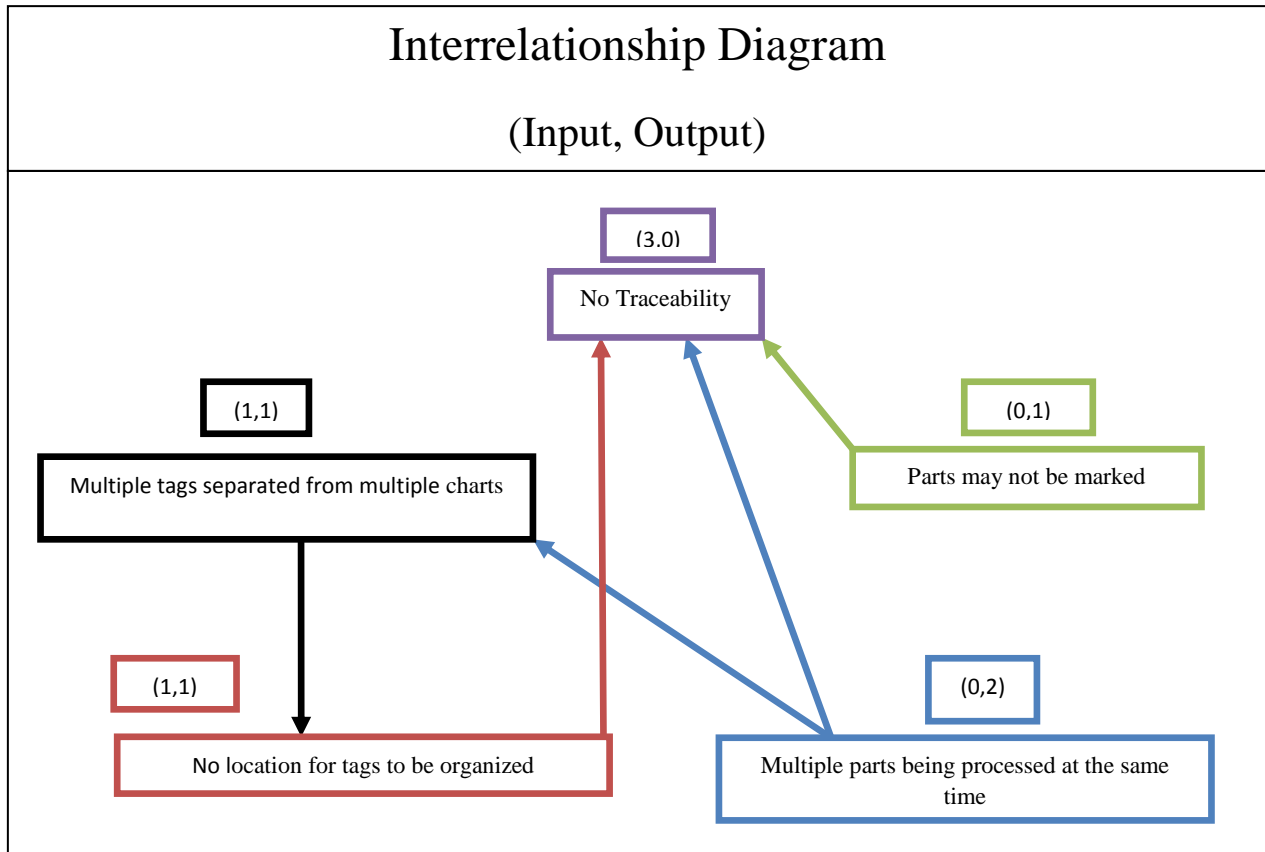 Interrelationship Diagram
(Input, Output)
(3,0)
No Traceability
(1,1)
(0,1)
Multiple tags separated from multiple charts
Parts may not be marked
(1,1)
(0,2)
No location for tags to be organized
Multiple parts being processed at the same
time